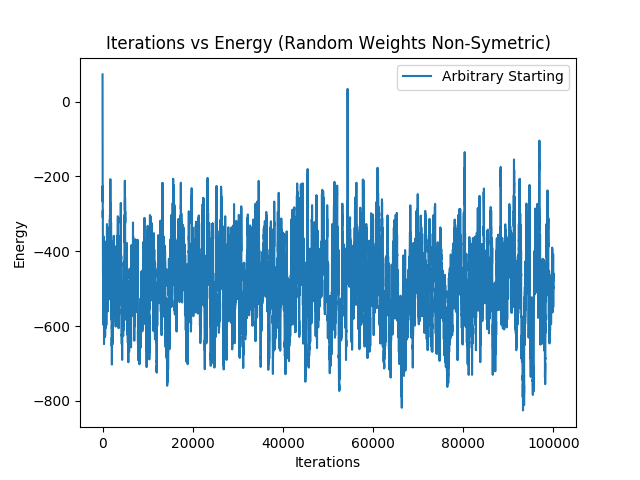 Iterations vs Energy (Random Weights Non-Symetric)
Arbitrary Starting
0
−200
−400
−600
−800
Energy
0
20000
40000
60000
80000
100000
Iterations